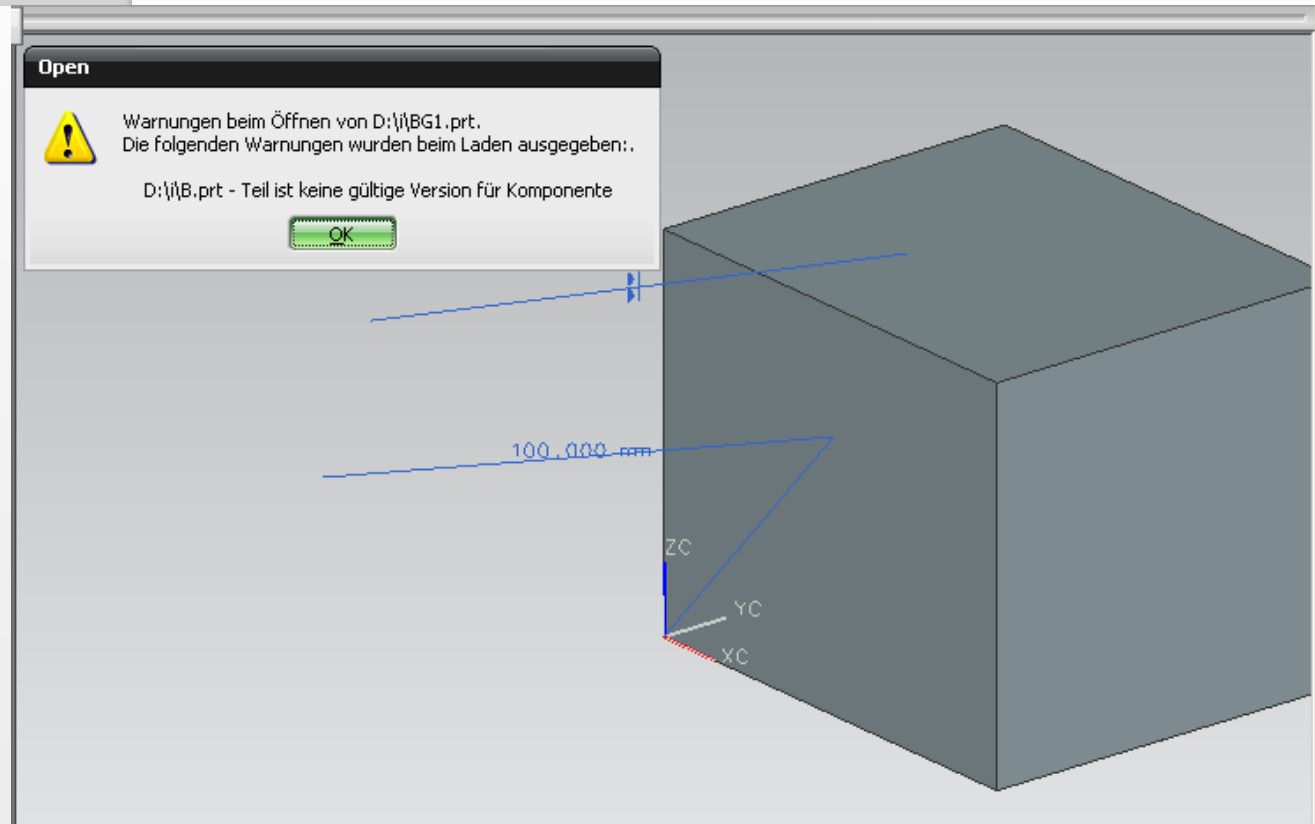 Open
Warnungen beim Öffnen von D:\i\BG1.prt.
Die folgenden Warnungen wurden beim Laden ausgegeben:.
D:\i\B.prt - Teil ist keine gültige Version für Komponente
OK
100,000 mm
ZC
YC
XC